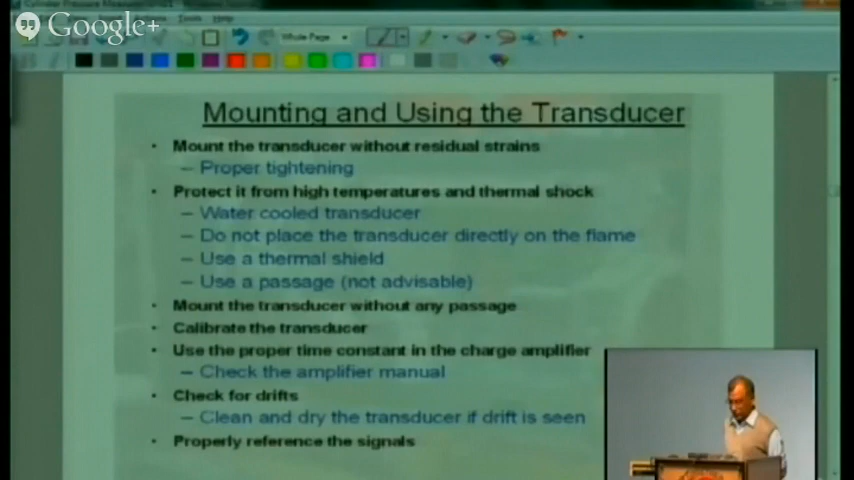 Google+
Whole Page
Mounting and Using the Transducer
• Mount the transducer without residual strains
– Proper tightening
• Protect it from high temperatures and thermal shock
– Water cooled transducer
– Do not place the transducer directly on the flame
– Use a thermal shield
– Use a passage (not advisable)
• Mount the transducer without any passage
• Calibrate the transducer
• Use the proper time constant in the charge amplifier
– Check the amplifier manual
• Check for drifts
– Clean and dry the transducer if drift is seen
• Properly reference the signals